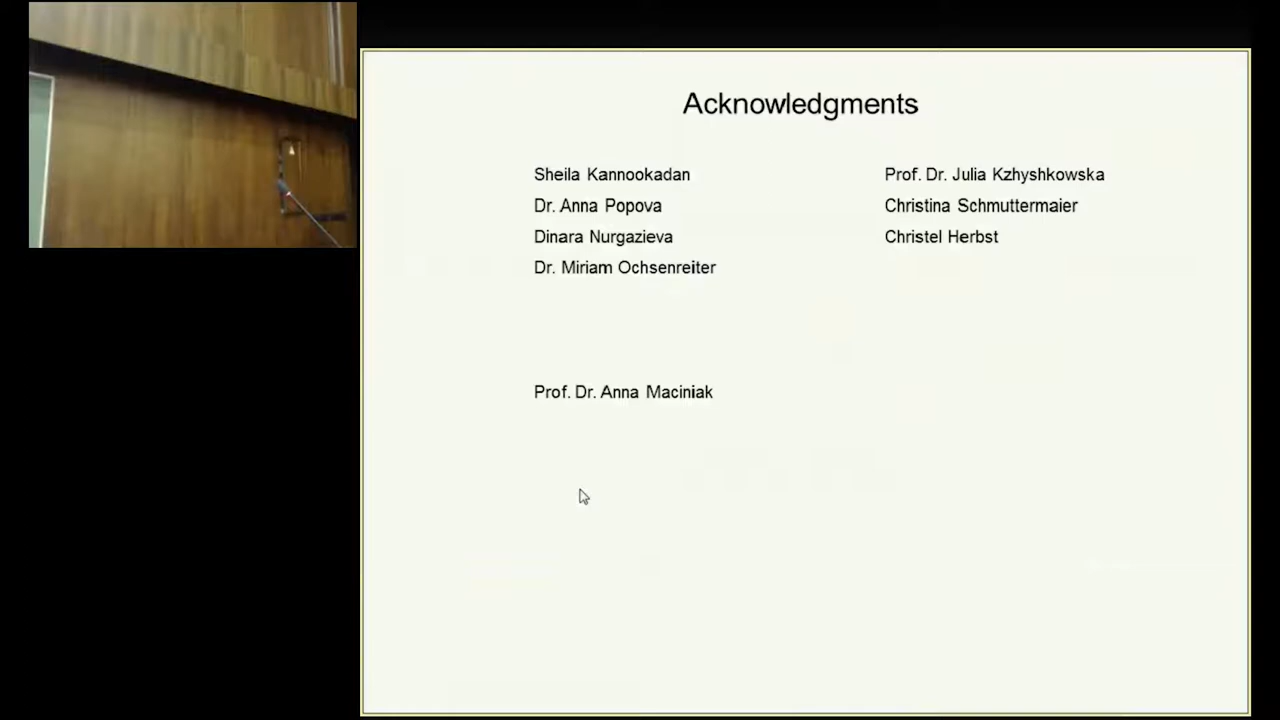 Acknowledgments
Sheila Kannookadan
Dr. Anna Popova
Dinara Nurgazieva
Dr. Miriam Ochsenreiter
Prof. Dr. Julia Kzhyshkowska
Christina Schmuttermaier
Christel Herbst
Prof. Dr. Anna Maciniak